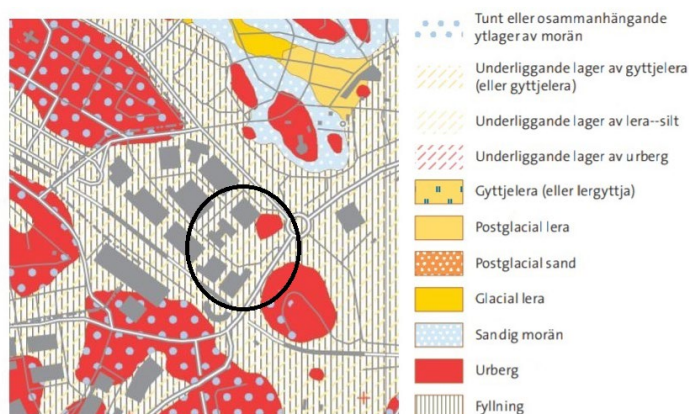 Tunt eller osammanhängande
ytlager av morän
Underliggande lager av gyttjelera
(eller gyttjelera)
Underliggande lager av lera--silt
Underliggande lager av urberg
Gyttjelera (eller lergyttja)
Postglacial lera
Postglacial sand
Glacial lera
Sandig morän
Urberg
Fyllning